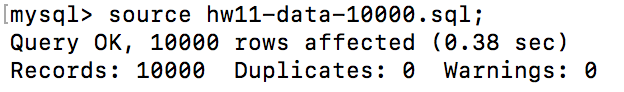 [mysql> source hw11-data-10000.sql;
Query OK, 10000 rows affected (0.38 sec)
Records: 10000  Duplicates: 0  Warnings: 0